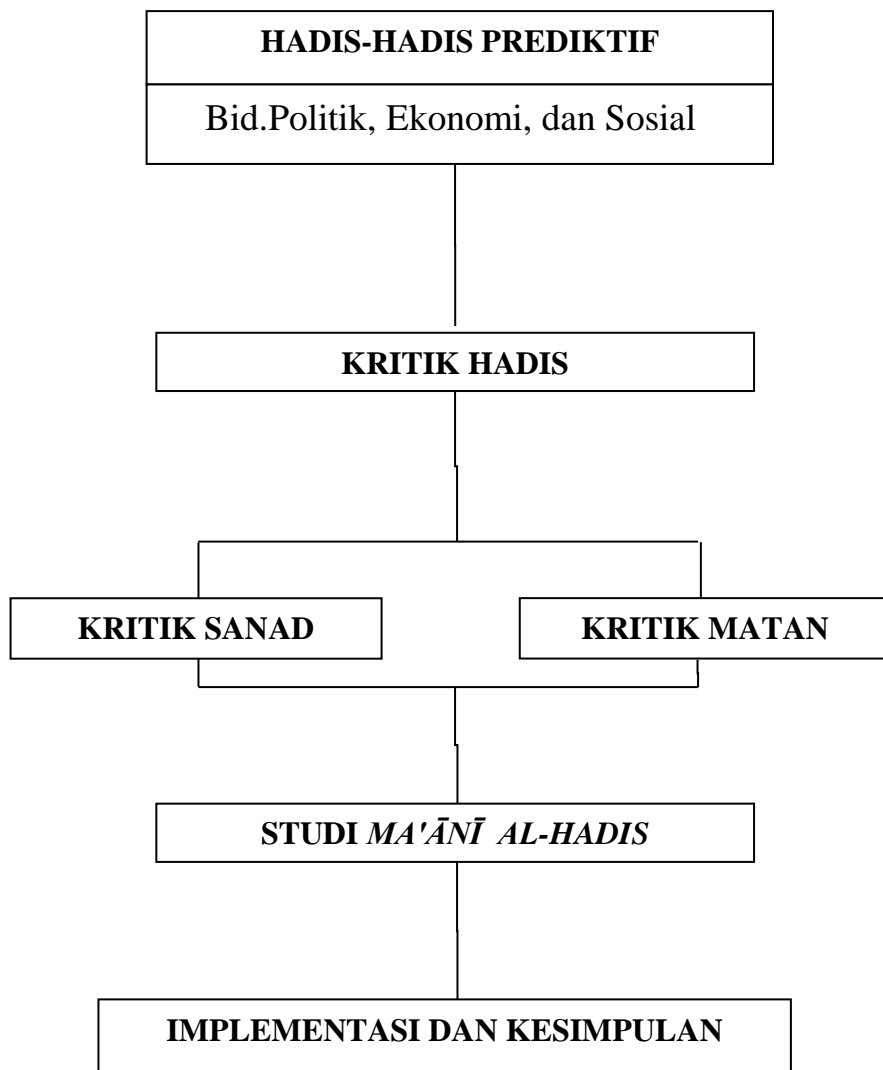 HADIS-HADIS PREDIKTIF
Bid.Politik, Ekonomi, dan Sosial
KRITIK HADIS
KRITIK SANAD
KRITIK MATAN
STUDI MA'ĀNĪ AL-HADIS
IMPLEMENTASI DAN KESIMPULAN